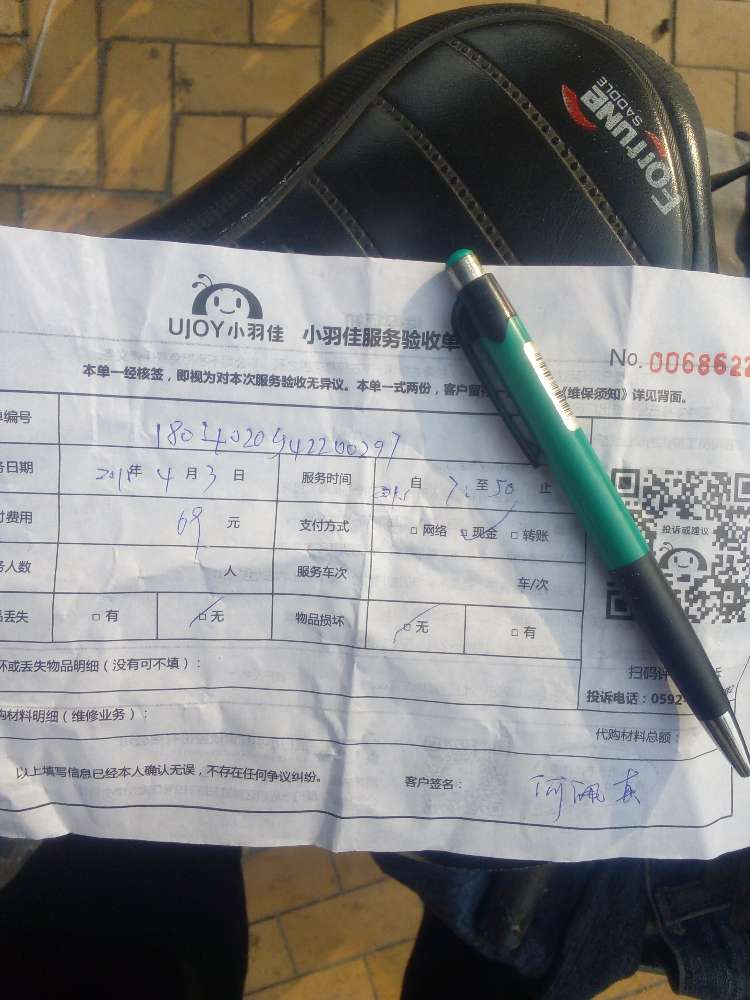 FORTUNE
SADDLE
UJOY小羽佳 小羽佳服务验收单
No. 0068622
本单一经核签，即视为对本次服务验收无异议。本单一式两份，客户留 《维保须知》详见背面。
编号
日期 2018年 4 月 3 日 服务时间 自 至 50 止
费用 69 元 支付方式 □ 网络 □ 现金 □ 转账
人数 人 服务车次 车/次
丢失 □ 有 □ 无 物品损坏 □ 无 □ 有
投诉或建议
坏或丢失物品明细（没有可不填）：
扫码评
投诉电话：0592
购材料明细（维修业务）：
代购材料总额：
以上填写信息已经本人确认无误，不存在任何争议纠纷。 客户签名： 何佩真